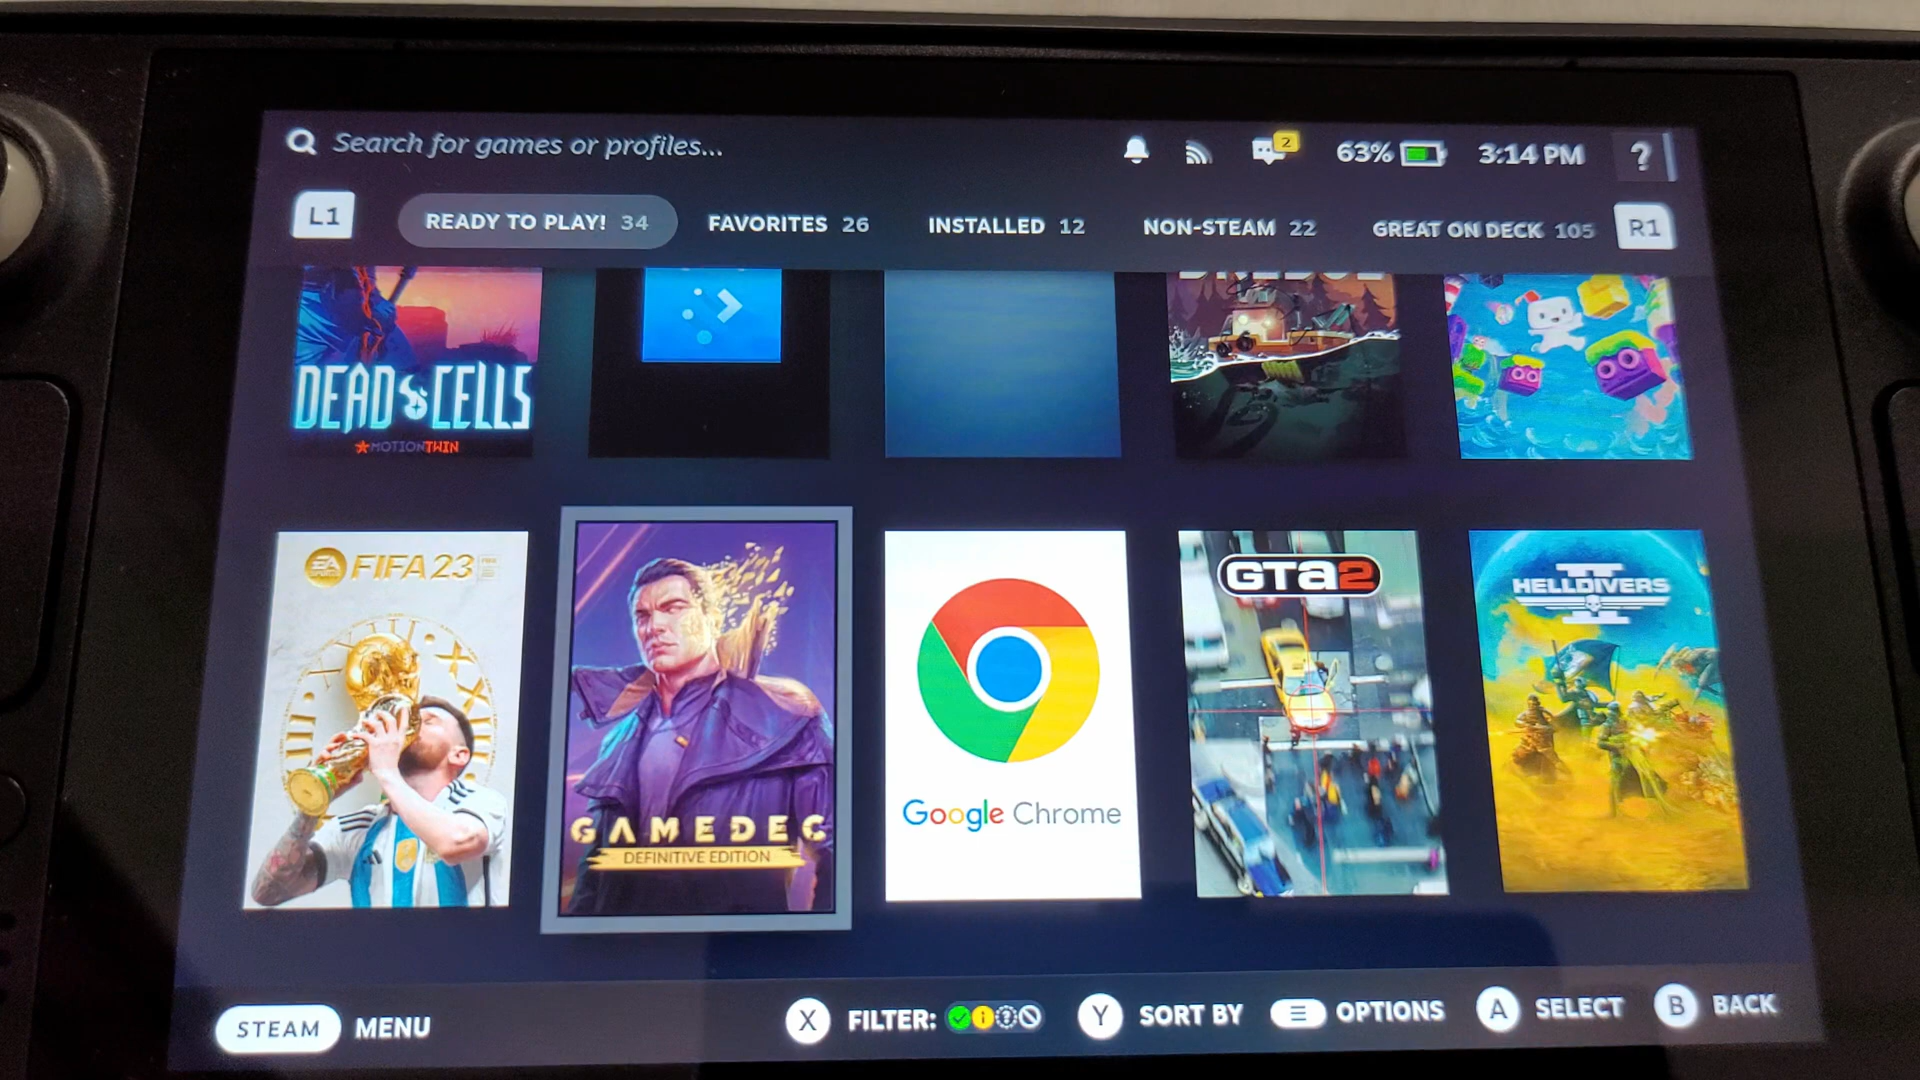 Search for games or profiles...
2
63%
3:14 PM
?
L1
READY TO PLAY! 34
FAVORITES 26
INSTALLED 12
NON-STEAM 22
GREAT ON DECK 105
R1
DEAD CELLS
MOTIONTWIN
EA SPORTS
FIFA 23
GAMEDEC
DEFINITIVE EDITION
Google Chrome
GTA2
HELLDIVERS
II
STEAM MENU
X FILTER:
Y SORT BY
OPTIONS
A SELECT
B BACK